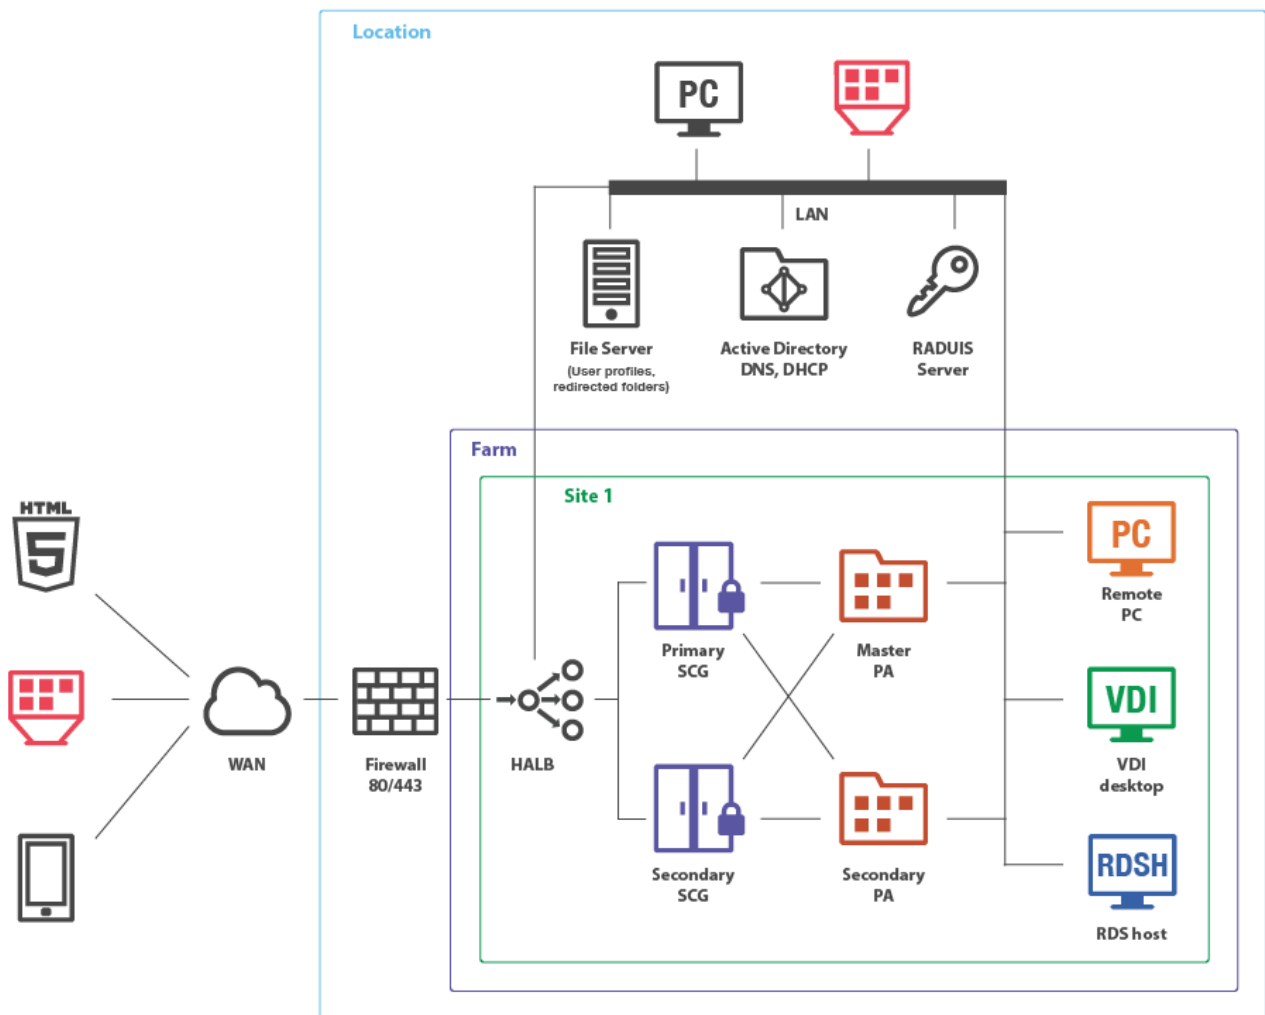 Location
PC
LAN
File Server
(User profiles,
redirected folders)
Active Directory
DNS, DHCP
RADUIS
Server
Farm
Site 1
HTML
5
WAN
Firewall
80/443
HALB
Primary
SCG
Master
PA
Secondary
SCG
Secondary
PA
PC
Remote
PC
VDI
VDI
desktop
RDSH
RDS host